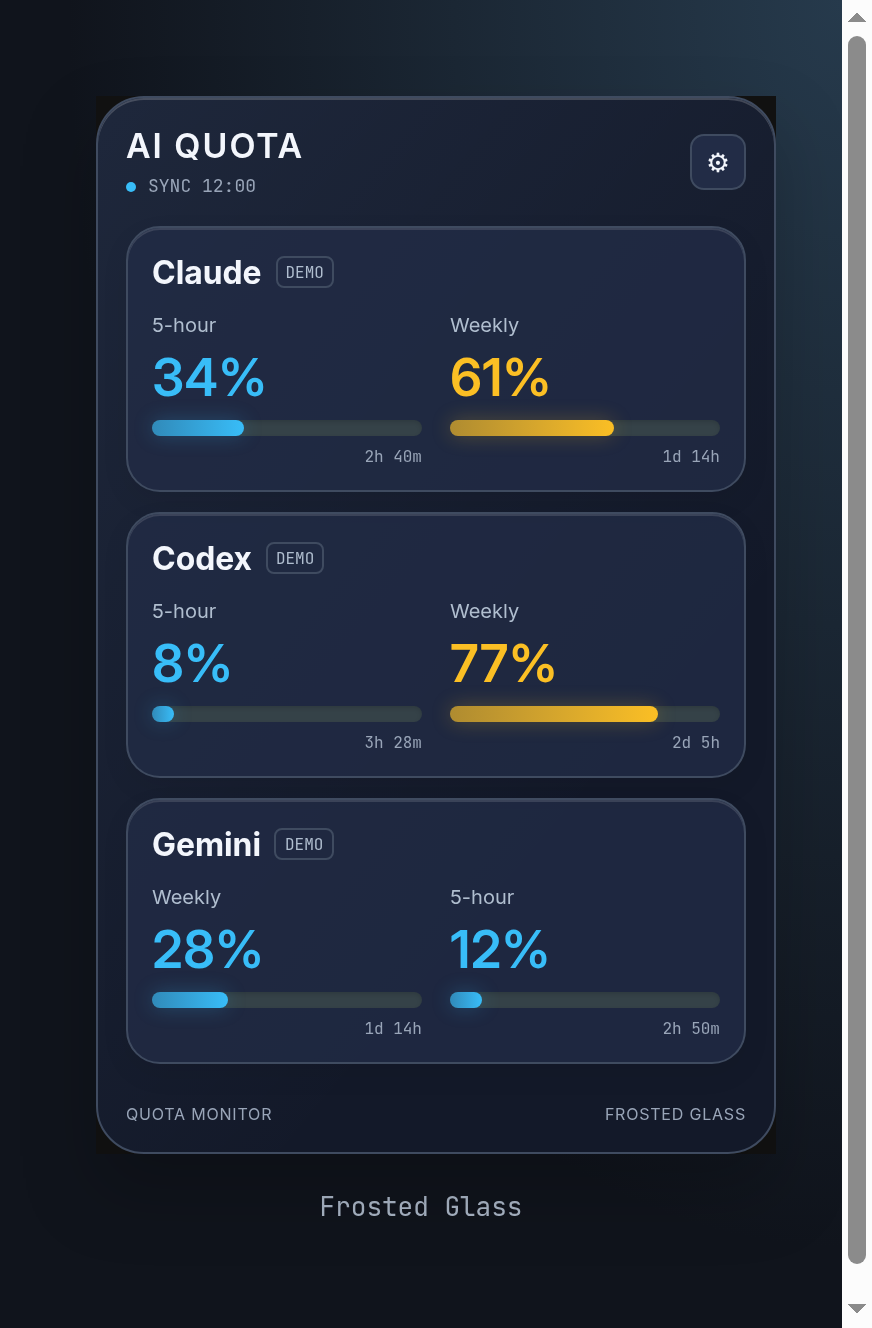 AI QUOTA
SYNC 12:00
Claude DEMO
5-hour Weekly
34% 61%
2h 40m 1d 14h
Codex DEMO
5-hour Weekly
8% 77%
3h 28m 2d 5h
Gemini DEMO
Weekly 5-hour
28% 12%
1d 14h 2h 50m
QUOTA MONITOR FROSTED GLASS
Frosted Glass